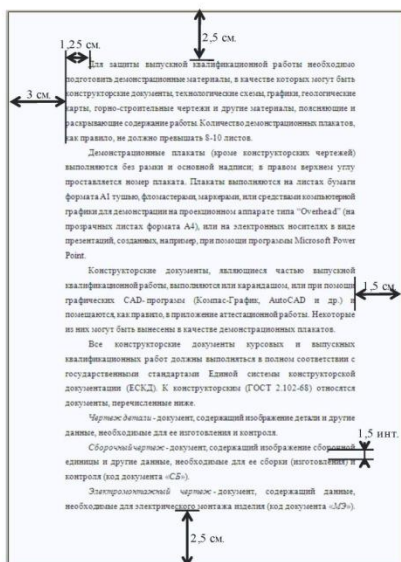 2,5 см.
1,25 см.
3 см.
Для защиты выпускной квалификационной работы необходимо
подготовить демонстрационные материалы, в качестве которых могут быть
конструкторские документы, технологические схемы, графики, геологические
карты, горно-строительные чертежи и другие материалы, поясняющие и
раскрывающие содержание работы. Количество демонстрационных плакатов,
как правило, не должно превышать 8-10 листов.
Демонстрационные плакаты (кроме конструкторских чертежей)
выполняются без рамки и основной надписи; в правом верхнем углу
проставляется номер плаката. Плакаты выполняются на листах бумаги
формата А1 тушью, фломастерами, маркерами, или средствами компьютерной
графики для демонстрации на проекционном аппарате типа “Overhead” (на
прозрачных листах формата А4), или на электронных носителях в виде
презентаций, созданных, например, при помощи программы Microsoft Power
Point.
Конструкторские документы, являющиеся частью выпускной
квалификационной работы, выполняются или карандашом, или при помощи
графических CAD-программ (Компас-График, AutoCAD и др.) и
помещаются, как правило, в приложение аттестационной работы. Некоторые
из них могут быть вынесены в качестве демонстрационных плакатов.
1,5 см.
Все конструкторские документы курсовых и выпускных
квалификационных работ должны выполняться в полном соответствии с
государственными стандартами Единой системы конструкторской
документации (ЕСКД). К конструкторским (ГОСТ 2.102-68) относятся
документы, перечисленные ниже.
Чертеж детали - документ, содержащий изображение детали и другие
данные, необходимые для ее изготовления и контроля.
1,5 инт.
Сборочный чертеж - документ, содержащий изображение сборочной
единицы и другие данные, необходимые для ее сборки (изготовления) и
контроля (код документа «СБ»).
Электромонтажный чертеж - документ, содержащий данные,
необходимые для электрического монтажа изделия (код документа «МЭ»).
2,5 см.